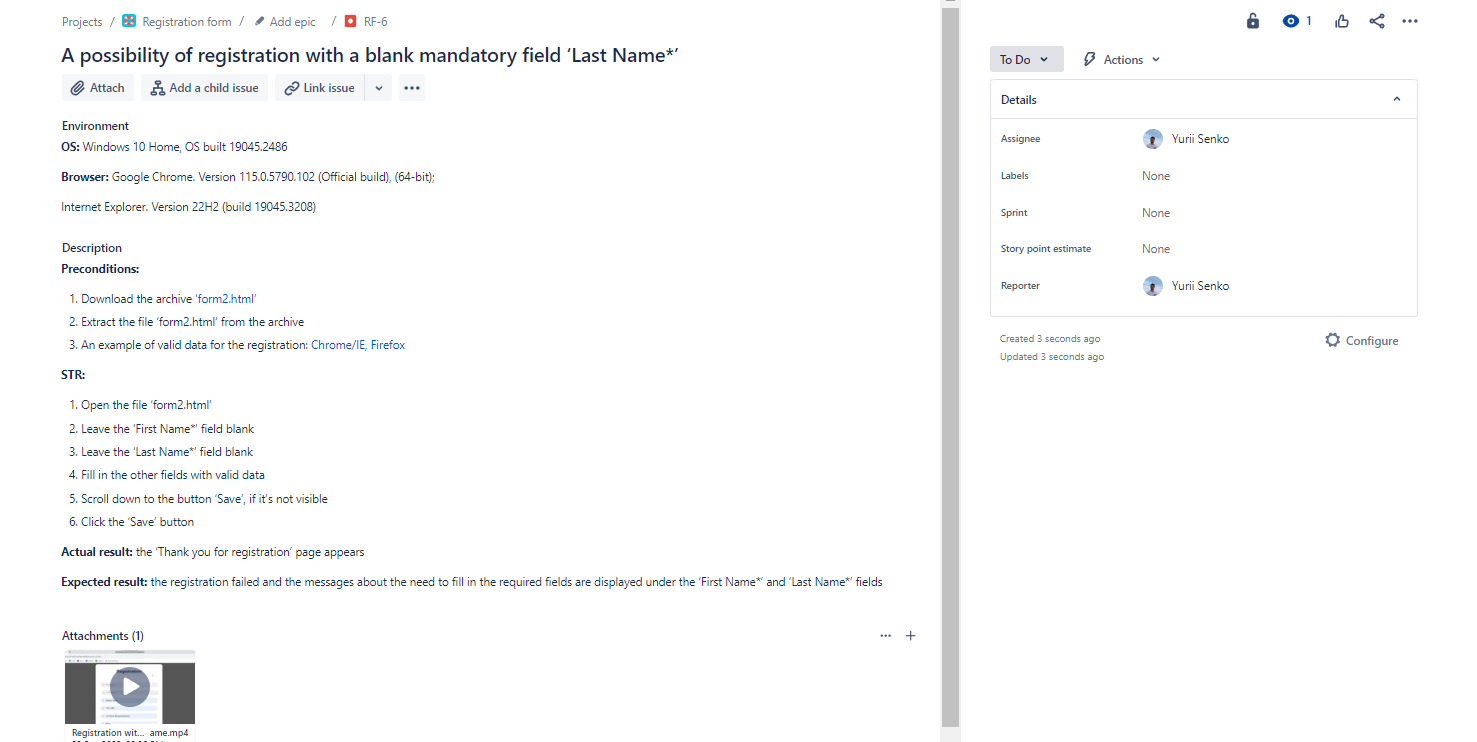 Projects / Registration form / Add epic / RF-6
1
A possibility of registration with a blank mandatory field ‘Last Name*’
To Do
Actions
Attach
Add a child issue
Link issue
Details
Environment
OS: Windows 10 Home, OS built 19045.2486
Assignee Yurii Senko
Browser: Google Chrome. Version 115.0.5790.102 (Official build), (64-bit);
Labels None
Internet Explorer. Version 22H2 (build 19045.3208)
Sprint None
Description
Story point estimate None
Preconditions:
Reporter Yurii Senko
1. Download the archive ‘form2.html’
2. Extract the file ‘form2.html’ from the archive
3. An example of valid data for the registration: Chrome/IE, Firefox
Created 3 seconds ago
Configure
Updated 3 seconds ago
STR:
1. Open the file ‘form2.html’
2. Leave the ‘First Name*’ field blank
3. Leave the ‘Last Name*’ field blank
4. Fill in the other fields with valid data
5. Scroll down to the button ‘Save’, if it’s not visible
6. Click the ‘Save’ button
Actual result: the ‘Thank you for registration’ page appears
Expected result: the registration failed and the messages about the need to fill in the required fields are displayed under the ‘First Name*’ and ‘Last Name*’ fields
Attachments (1)
Registration wit... ame.mp4